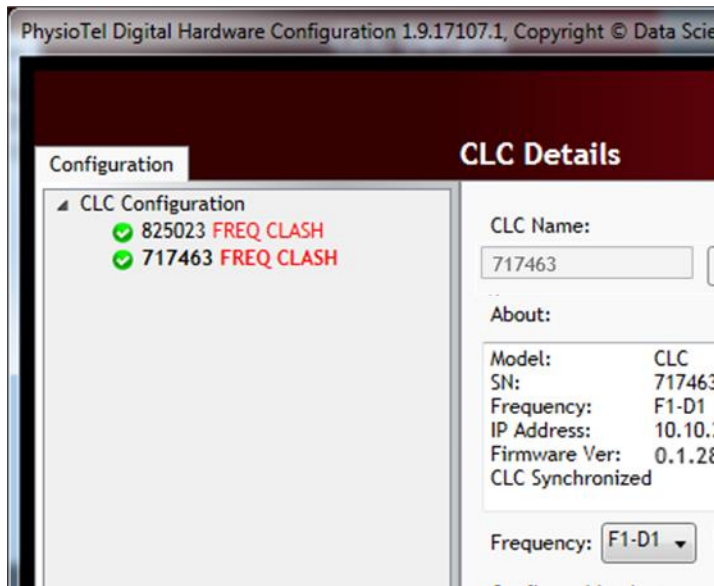 PhysioTel Digital Hardware Configuration 1.9.17107.1, Copyright © Data Scie
Configuration
CLC Details
CLC Configuration
825023 FREQ CLASH
717463 FREQ CLASH
CLC Name:
717463
About:
Model: CLC
SN: 717463
Frequency: F1-D1
IP Address: 10.10.
Firmware Ver: 0.1.28
CLC Synchronized
Frequency: F1-D1